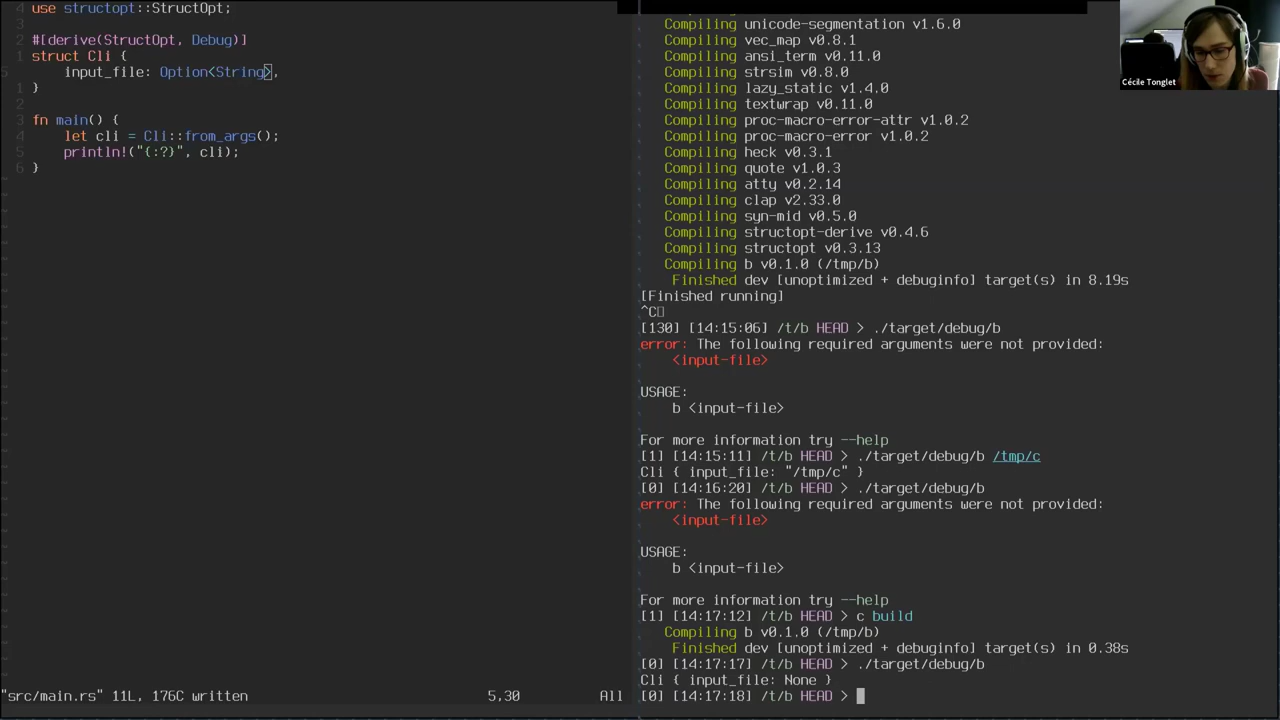 4 use structopt::StructOpt;
3
2 #[derive(StructOpt, Debug)]
1 struct Cli {
5     input_file: Option<String>,
1 }
2
3 fn main() {
4     let cli = Cli::from_args();
5     println!("{:?}", cli);
6 }
"src/main.rs" 11L, 176C written 5,30 All
Compiling unicode-segmentation v1.6.0
Compiling vec_map v0.8.1
Compiling ansi_term v0.11.0
Compiling strsim v0.8.0
Compiling lazy_static v1.4.0
Compiling textwrap v0.11.0
Compiling proc-macro-error-attr v1.0.2
Compiling proc-macro-error v1.0.2
Compiling heck v0.3.1
Compiling quote v1.0.3
Compiling atty v0.2.14
Compiling clap v2.33.0
Compiling syn-mid v0.5.0
Compiling structopt-derive v0.4.6
Compiling structopt v0.3.13
Compiling b v0.1.0 (/tmp/b)
Finished dev [unoptimized + debuginfo] target(s) in 8.19s
[Finished running]
^C
[130] [14:15:06] /t/b HEAD > ./target/debug/b
error: The following required arguments were not provided:
<input-file>
USAGE:
b <input-file>
For more information try --help
[1] [14:15:11] /t/b HEAD > ./target/debug/b /tmp/c
Cli { input_file: "/tmp/c" }
[0] [14:16:20] /t/b HEAD > ./target/debug/b
error: The following required arguments were not provided:
<input-file>
USAGE:
b <input-file>
For more information try --help
[1] [14:17:12] /t/b HEAD > c build
Compiling b v0.1.0 (/tmp/b)
Finished dev [unoptimized + debuginfo] target(s) in 0.38s
[0] [14:17:17] /t/b HEAD > ./target/debug/b
Cli { input_file: None }
[0] [14:17:18] /t/b HEAD >
Cécile Tonglet